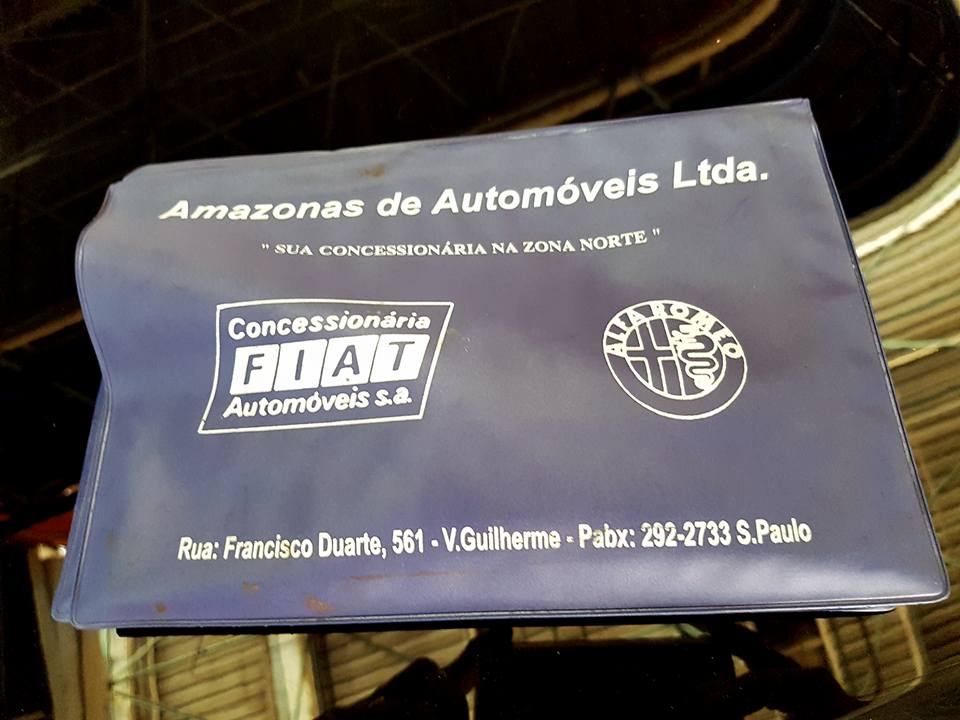 Amazonas de Automóveis Ltda.
" SUA CONCESSIONÁRIA NA ZONA NORTE "
Concessionária
FIAT
Automóveis s.a.
ALFA ROMEO
Rua: Francisco Duarte, 561 - V.Guilherme - Pabx: 292-2733 S.Paulo